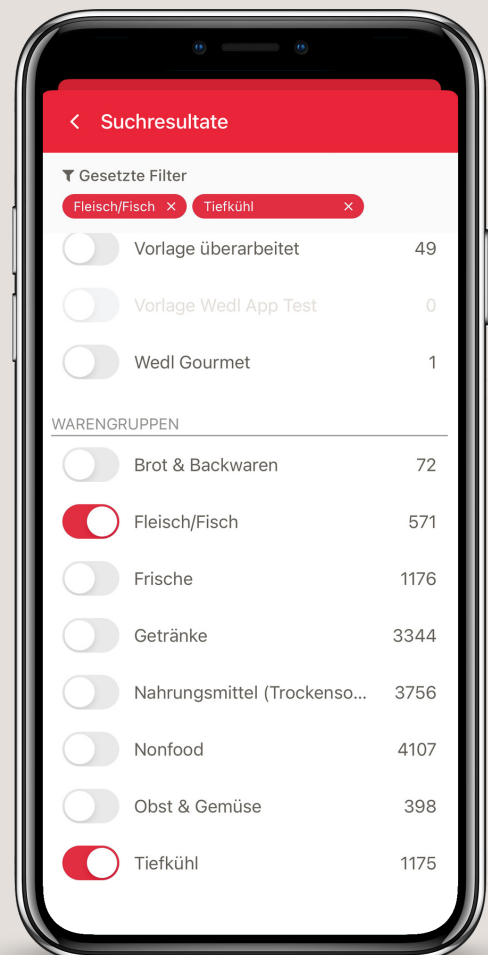 Suchresultate
Gesetzte Filter
Fleisch/Fisch × Tiefkühl ×
Vorlage überarbeitet 49
Vorlage Wedl App Test 0
Wedl Gourmet 1
WARENGRUPPEN
Brot & Backwaren 72
Fleisch/Fisch 571
Frische 1176
Getränke 3344
Nahrungsmittel (Trockenso... 3756
Nonfood 4107
Obst & Gemüse 398
Tiefkühl 1175